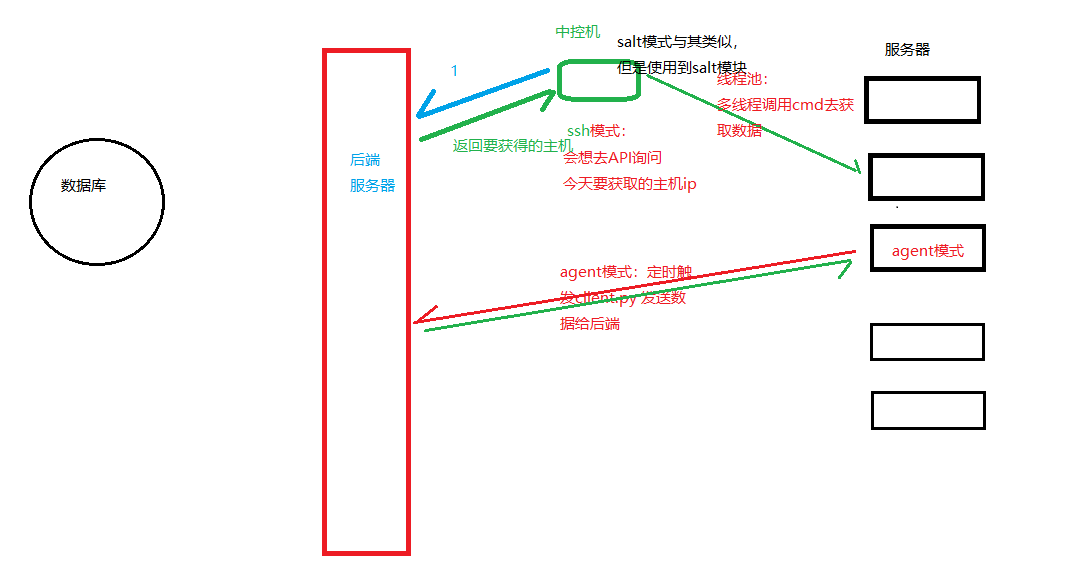 中控机
salt模式与其类似，
但是使用到salt模块
服务器
1
线程池：
多线程调用cmd去获
取数据
返回要获得的主机
ssh模式：
会想去API询问
今天要获取的主机ip
后端
服务器
数据库
agent模式
agent模式：定时触
发client.py 发送数
据给后端